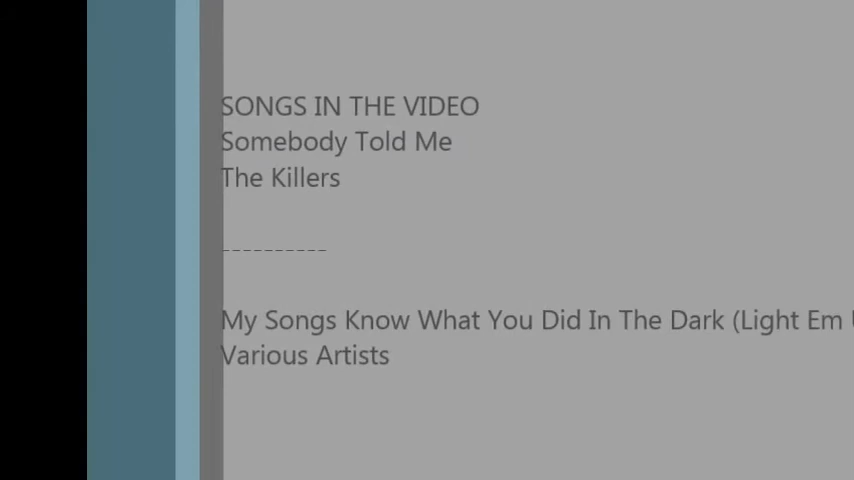 SONGS IN THE VIDEO
Somebody Told Me
The Killers
----------
My Songs Know What You Did In The Dark (Light Em
Various Artists